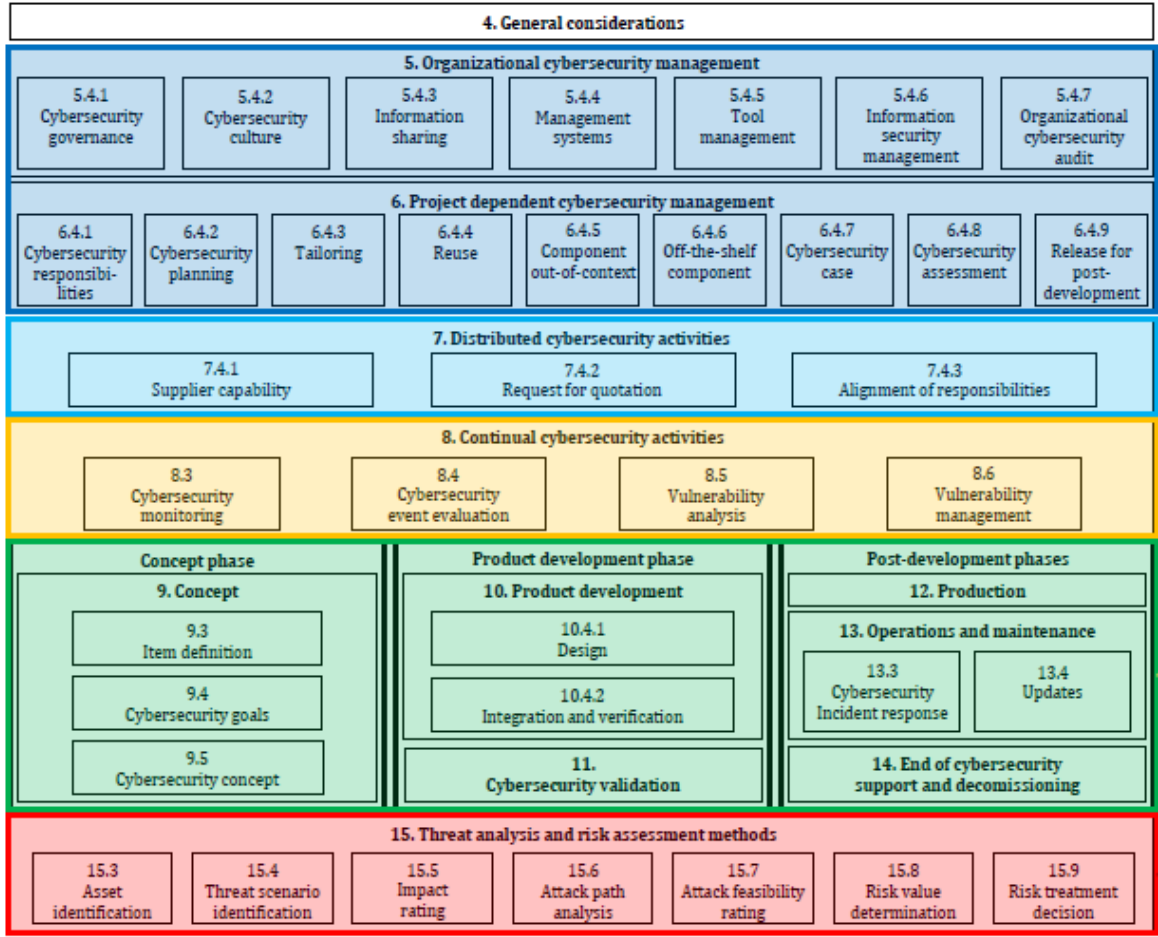 4. General considerations
5. Organizational cybersecurity management
5.4.1
Cybersecurity
governance
5.4.2
Cybersecurity
culture
5.4.3
Information
sharing
5.4.4
Management
systems
5.4.5
Tool
management
5.4.6
Information
security
management
5.4.7
Organizational
cybersecurity
audit
6. Project dependent cybersecurity management
6.4.1
Cybersecurity
responsibi-
lities
6.4.2
Cybersecurity
planning
6.4.3
Tailoring
6.4.4
Reuse
6.4.5
Component
out-of-context
6.4.6
Off-the-shelf
component
6.4.7
Cybersecurity
case
6.4.8
Cybersecurity
assessment
6.4.9
Release for
post-
development
7. Distributed cybersecurity activities
7.4.1
Supplier capability
7.4.2
Request for quotation
7.4.3
Alignment of responsibilities
8. Continual cybersecurity activities
8.3
Cybersecurity
monitoring
8.4
Cybersecurity
event evaluation
8.5
Vulnerability
analysis
8.6
Vulnerability
management
Concept phase
9. Concept
9.3
Item definition
9.4
Cybersecurity goals
9.5
Cybersecurity concept
Product development phase
10. Product development
10.4.1
Design
10.4.2
Integration and verification
11.
Cybersecurity validation
Post-development phases
12. Production
13. Operations and maintenance
13.3
Cybersecurity
Incident response
13.4
Updates
14. End of cybersecurity
support and decomissioning
15. Threat analysis and risk assessment methods
15.3
Asset
identification
15.4
Threat scenario
identification
15.5
Impact
rating
15.6
Attack path
analysis
15.7
Attack feasibility
rating
15.8
Risk value
determination
15.9
Risk treatment
decision